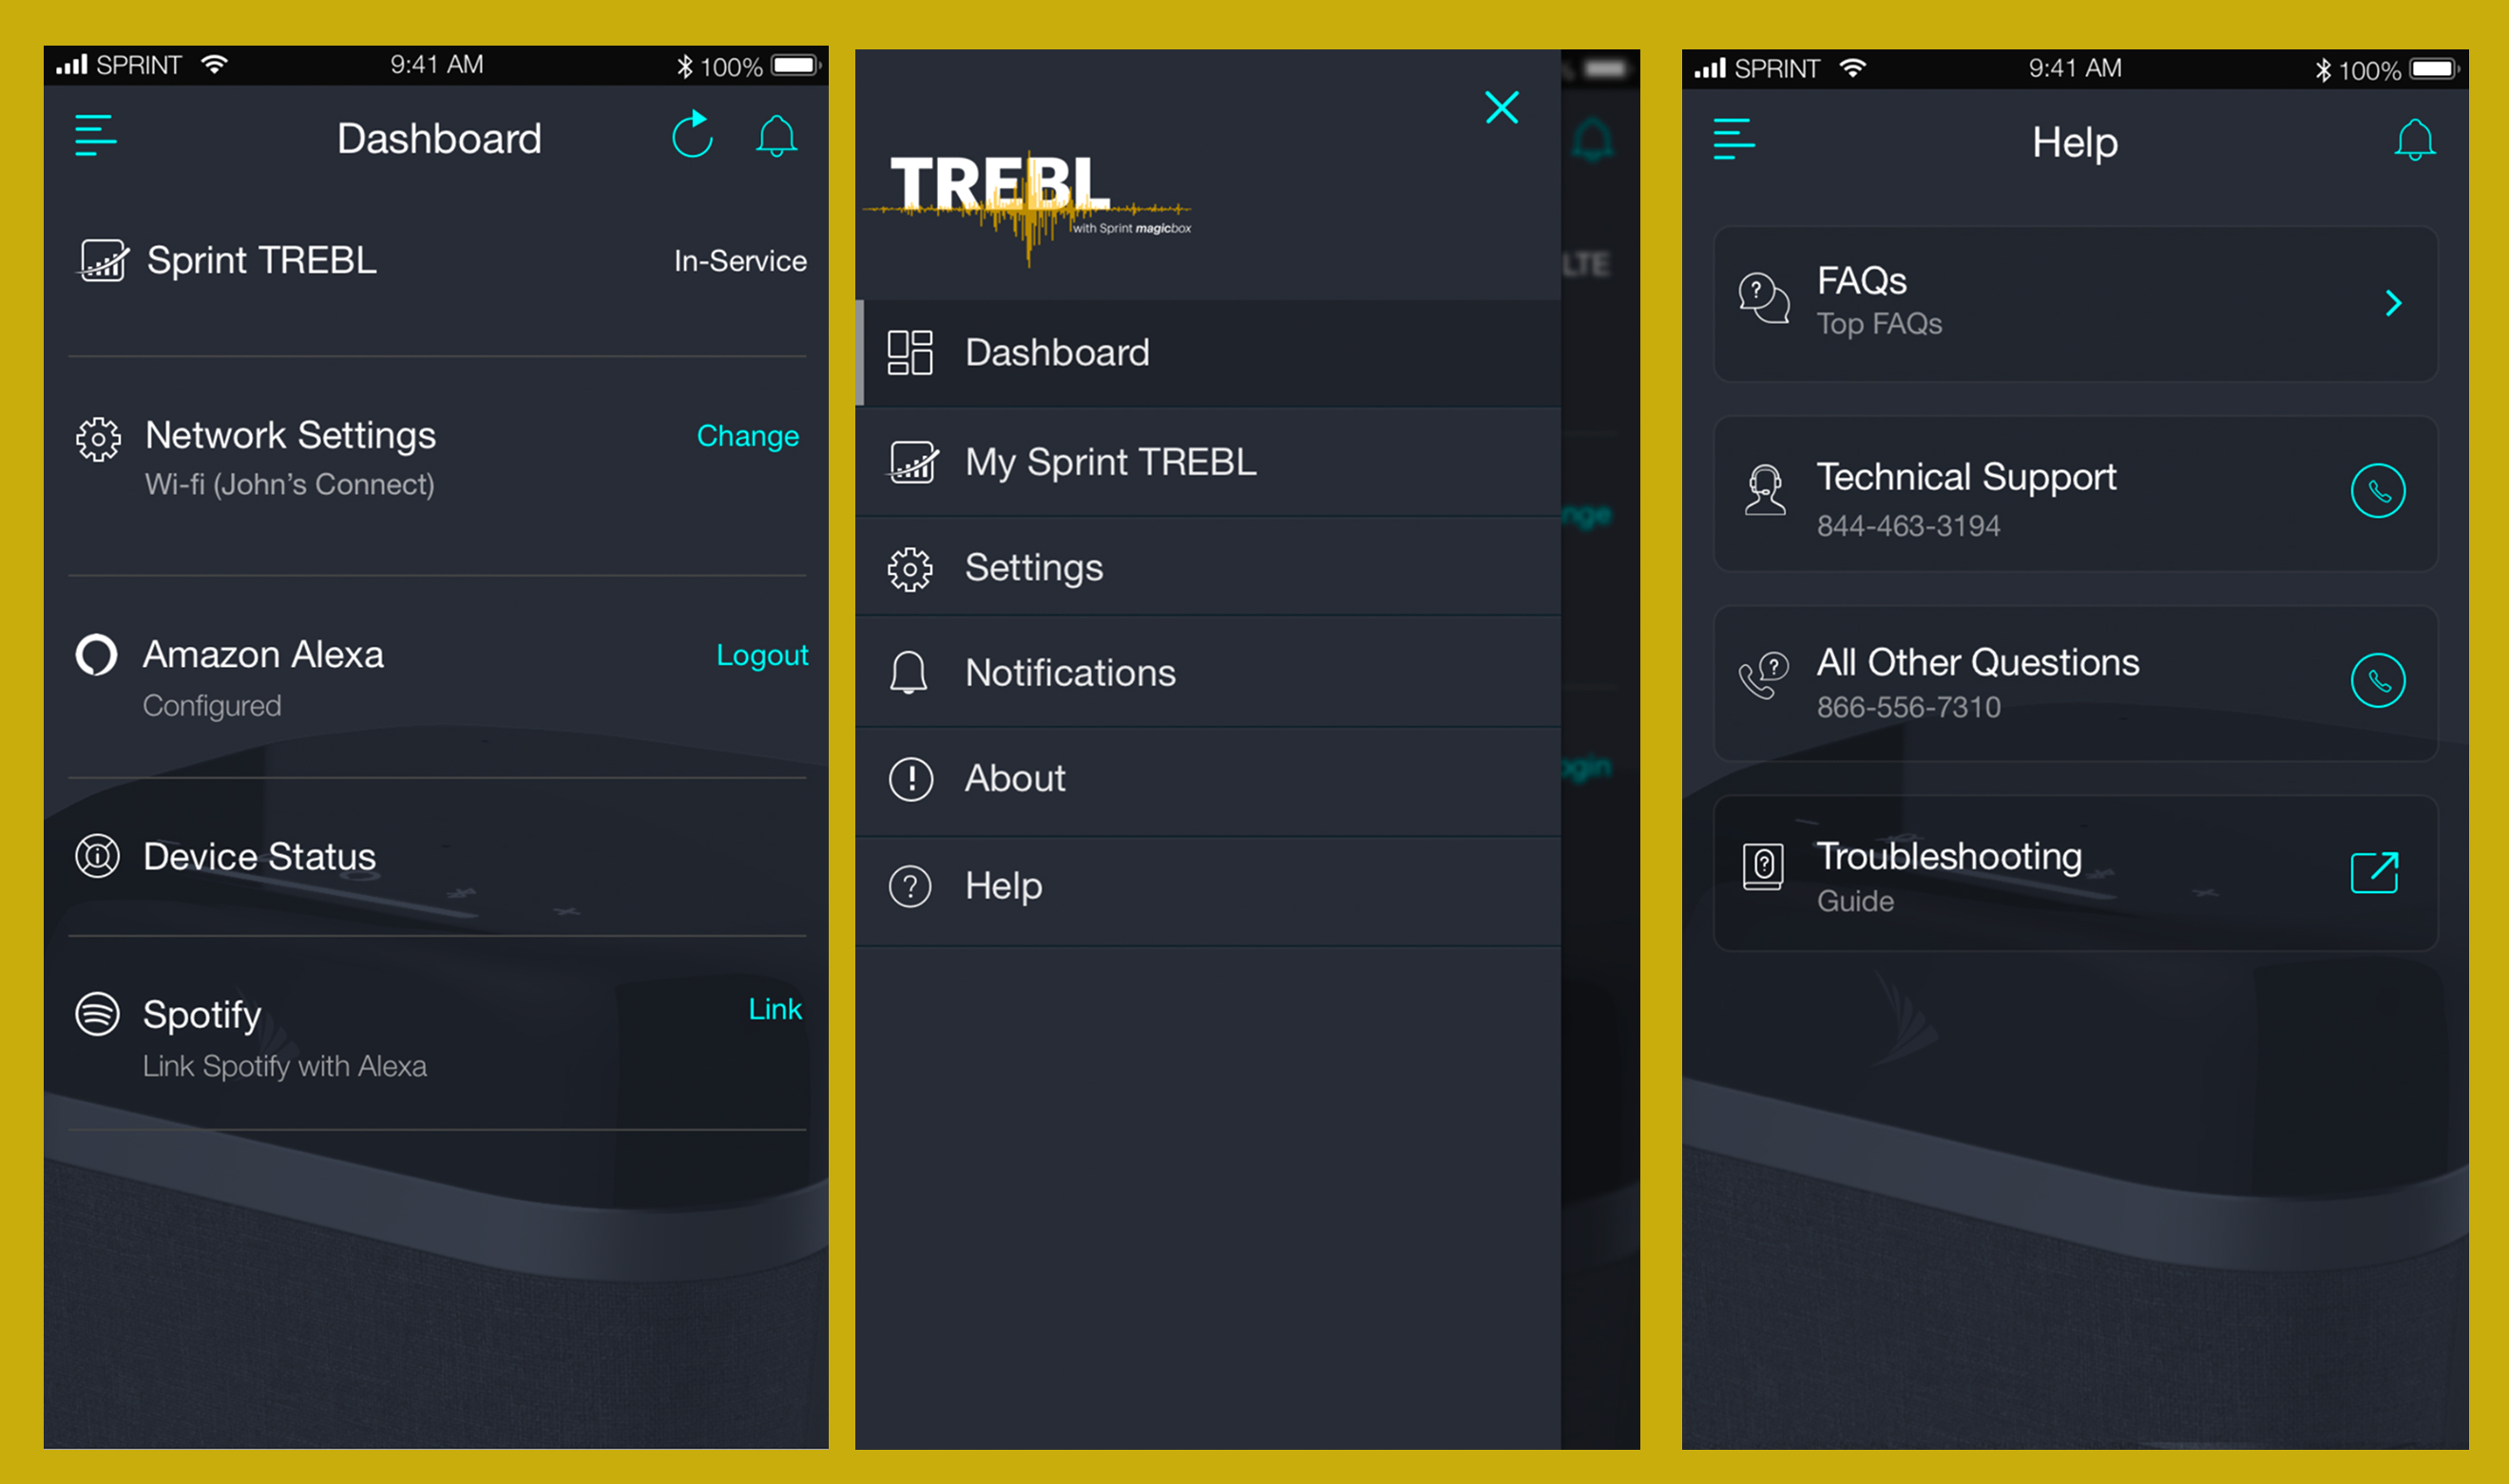 SPRINT 9:41 AM 100%
Dashboard
Sprint TREBL In-Service
Network Settings Change
Wi-fi (John's Connect)
Amazon Alexa Logout
Configured
Device Status
Spotify Link
Link Spotify with Alexa
TREBL
with Sprint magicbox
LTE
Dashboard
My Sprint TREBL
nge
Settings
Notifications
ogin
About
Help
SPRINT 9:41 AM 100%
Help
FAQs
Top FAQs
Technical Support
844-463-3194
All Other Questions
866-556-7310
Troubleshooting
Guide